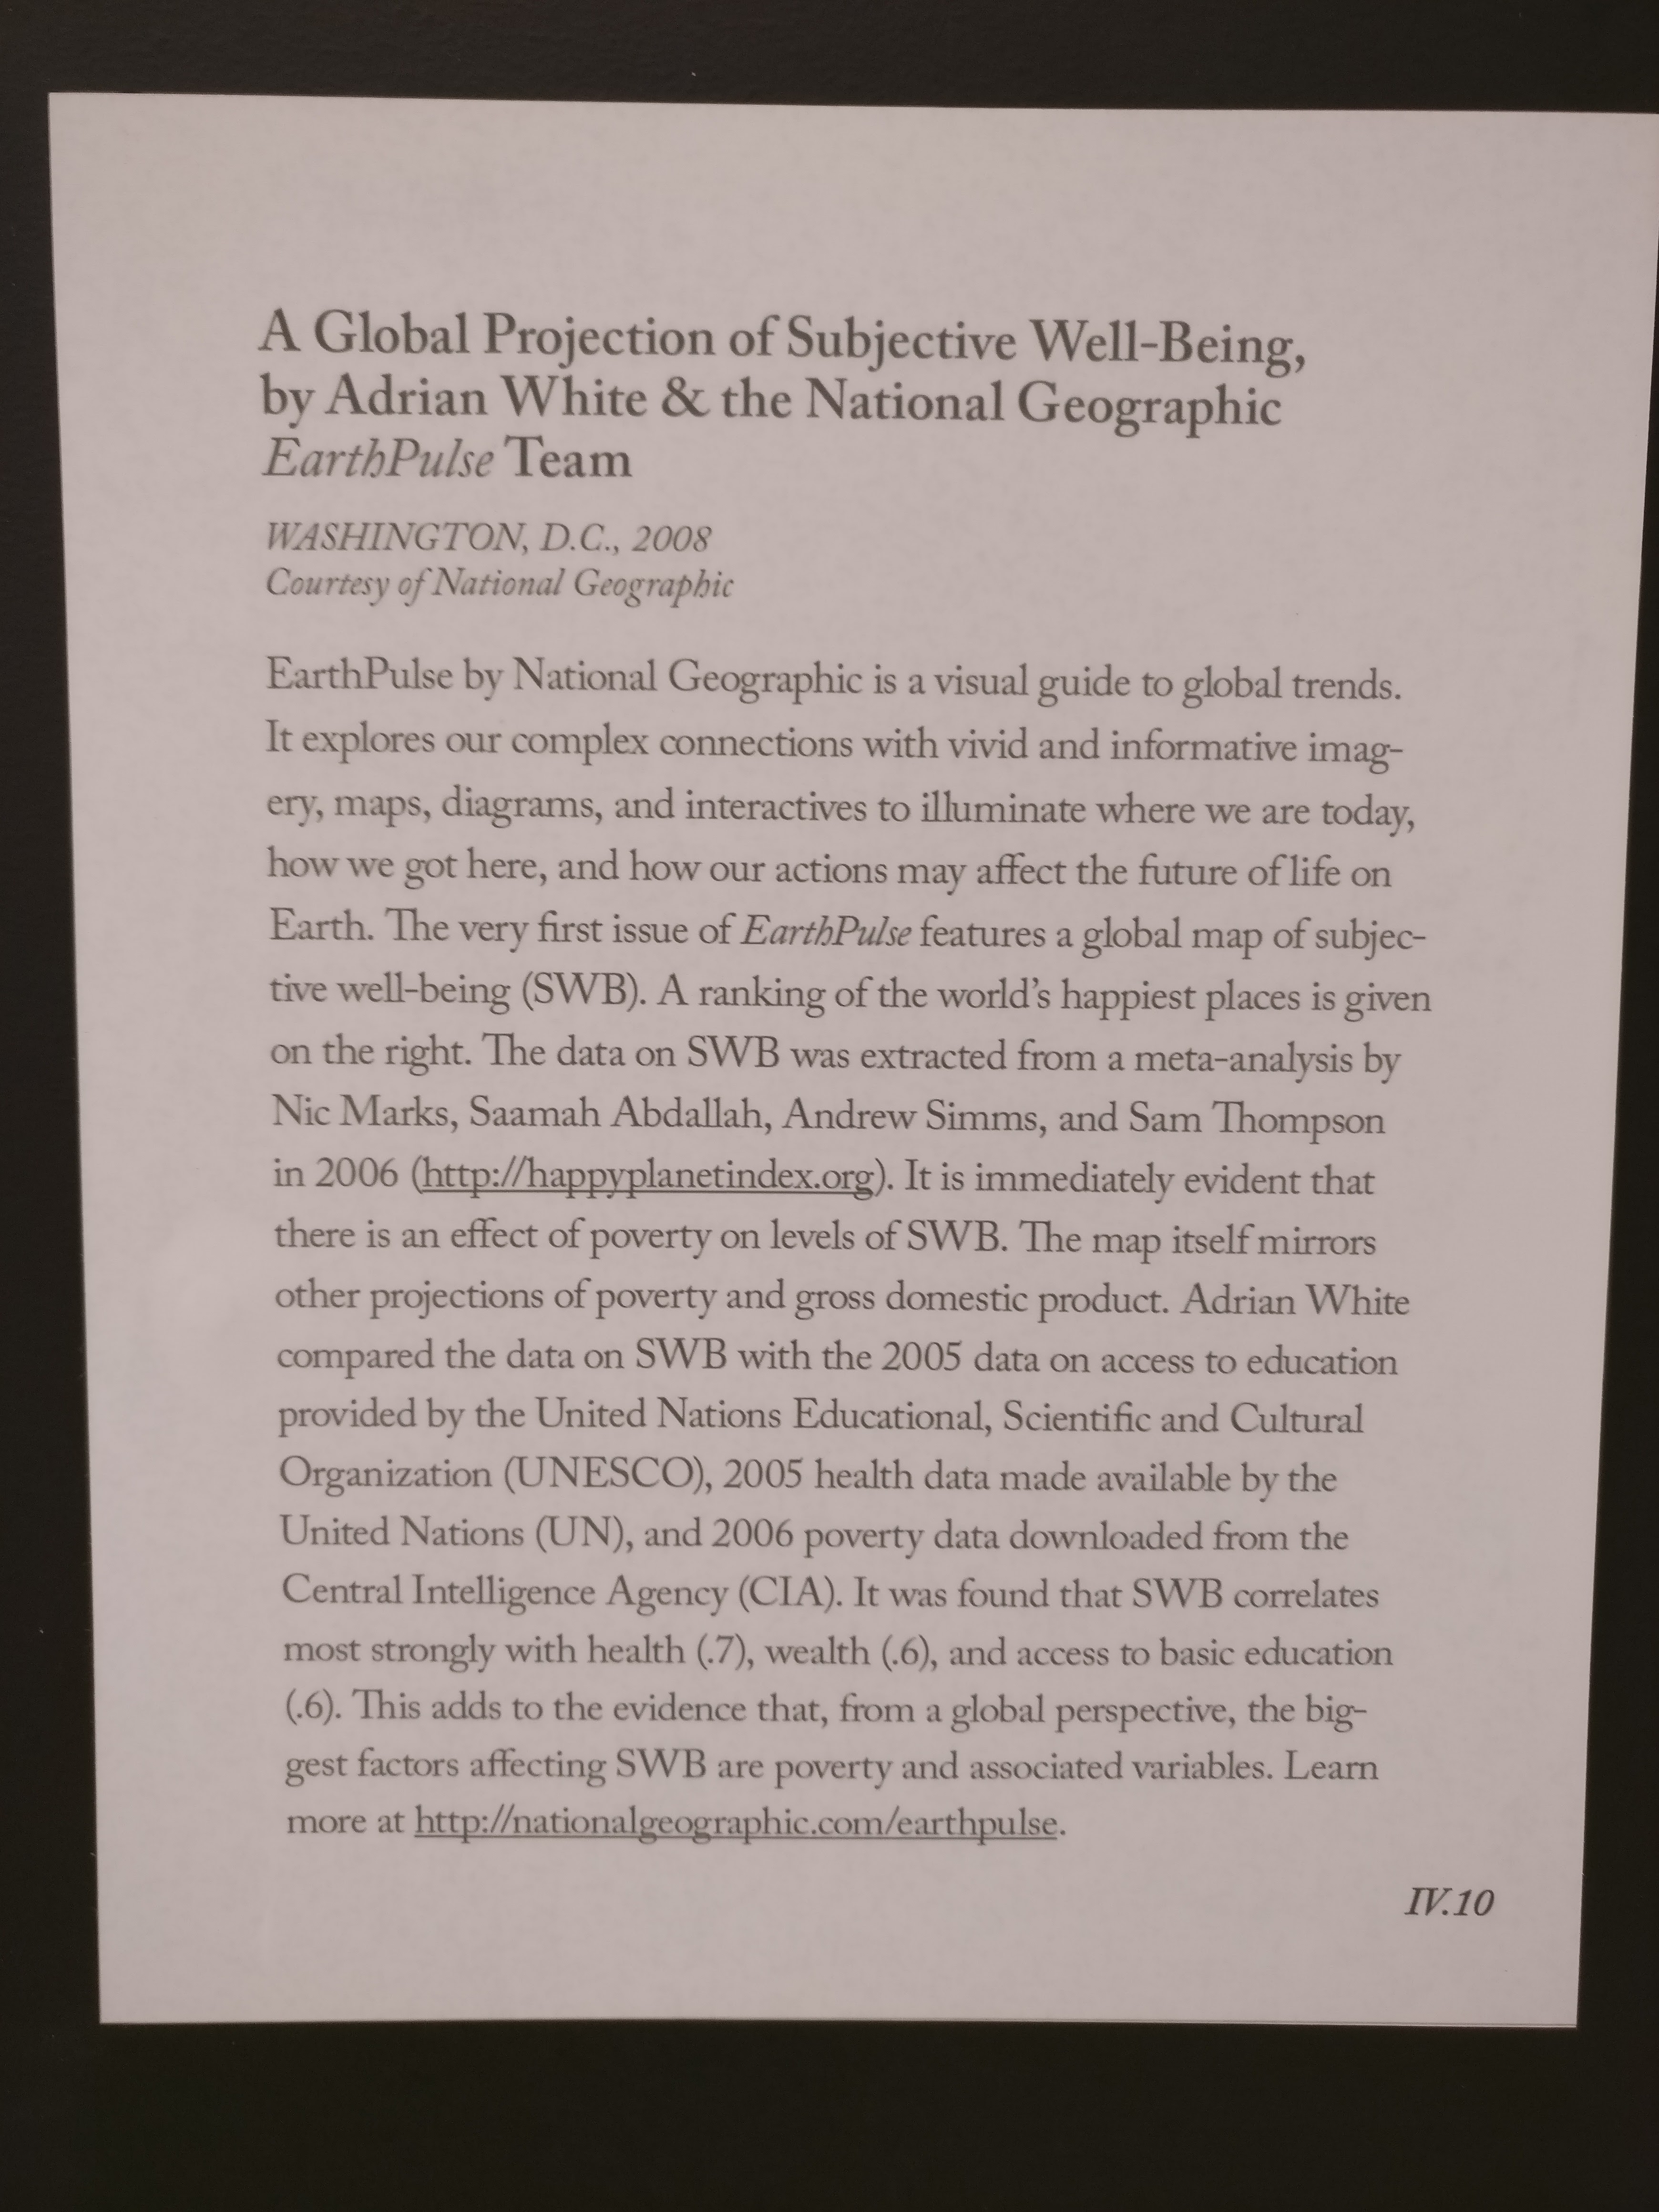 A Global Projection of Subjective Well-Being,
by Adrian White & the National Geographic
EarthPulse Team
WASHINGTON, D.C., 2008
Courtesy of National Geographic
EarthPulse by National Geographic is a visual guide to global trends.
It explores our complex connections with vivid and informative imag-
ery, maps, diagrams, and interactives to illuminate where we are today,
how we got here, and how our actions may affect the future of life on
Earth. The very first issue of EarthPulse features a global map of subjec-
tive well-being (SWB). A ranking of the world's happiest places is given
on the right. The data on SWB was extracted from a meta-analysis by
Nic Marks, Saamah Abdallah, Andrew Simms, and Sam Thompson
in 2006 (http://happyplanetindex.org). It is immediately evident that
there is an effect of poverty on levels of SWB. The map itself mirrors
other projections of poverty and gross domestic product. Adrian White
compared the data on SWB with the 2005 data on access to education
provided by the United Nations Educational, Scientific and Cultural
Organization (UNESCO), 2005 health data made available by the
United Nations (UN), and 2006 poverty data downloaded from the
Central Intelligence Agency (CIA). It was found that SWB correlates
most strongly with health (.7), wealth (.6), and access to basic education
(.6). This adds to the evidence that, from a global perspective, the big-
gest factors affecting SWB are poverty and associated variables. Learn
more at http://nationalgeographic.com/earthpulse.
IV.10